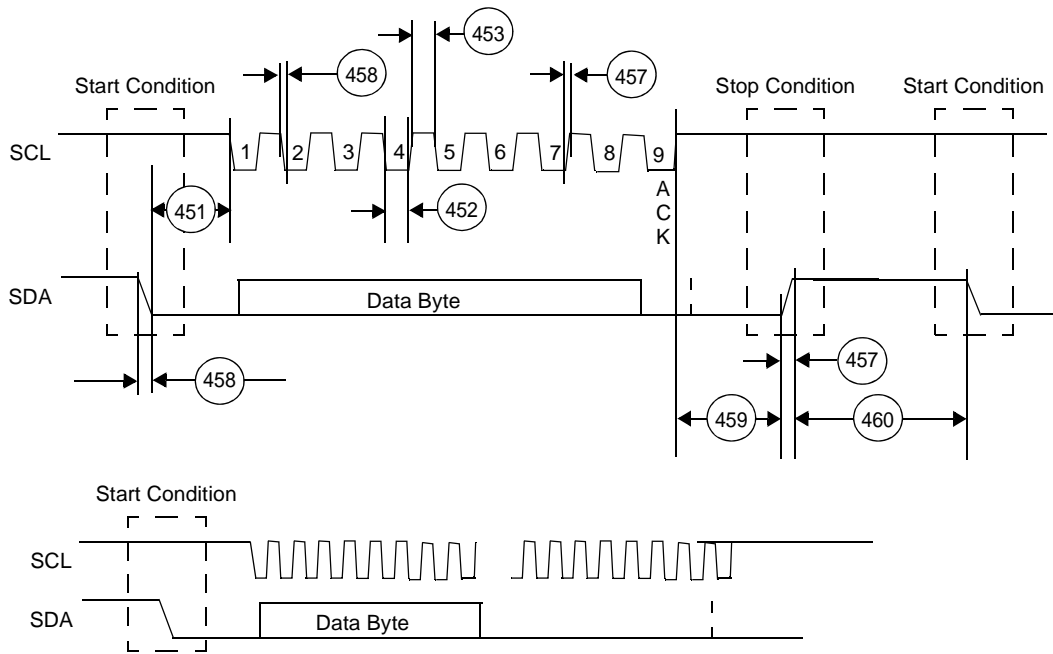 453
458
457
Start Condition
Stop Condition
Start Condition
SCL
1 2 3 4 5 6 7 8 9
A
C
K
451
452
SDA
Data Byte
458
457
459
460
Start Condition
SCL
SDA
Data Byte